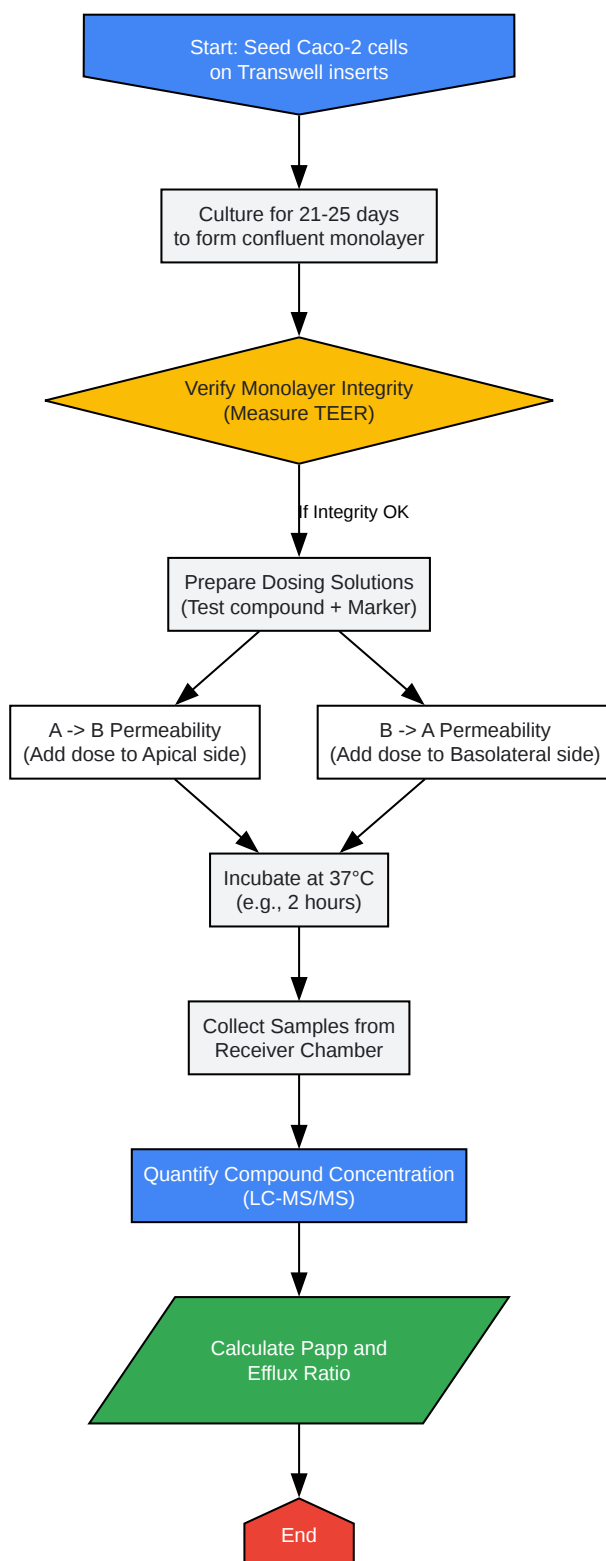 Start: Seed Caco-2 cells
on Transwell inserts
Culture for 21-25 days
to form confluent monolayer
Verify Monolayer Integrity
(Measure TEER)
If Integrity OK
Prepare Dosing Solutions
(Test compound + Marker)
A -> B Permeability
(Add dose to Apical side)
B -> A Permeability
(Add dose to Basolateral side)
Incubate at 37°C
(e.g., 2 hours)
Collect Samples from
Receiver Chamber
Quantify Compound Concentration
(LC-MS/MS)
Calculate Papp and
Efflux Ratio
End